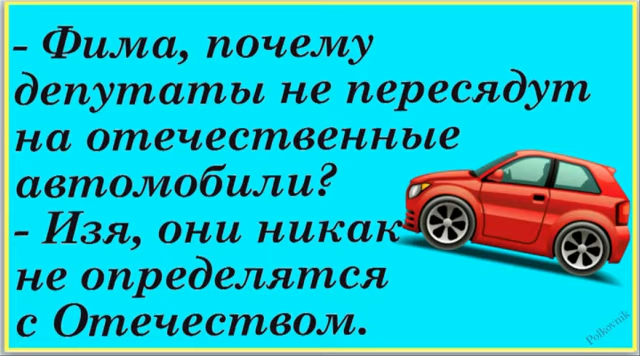 - Фима, почему
депутаты не пересядут
на отечественные
автомобили?
- Изя, они никак
не определятся
с Отечеством.
Polkovnik